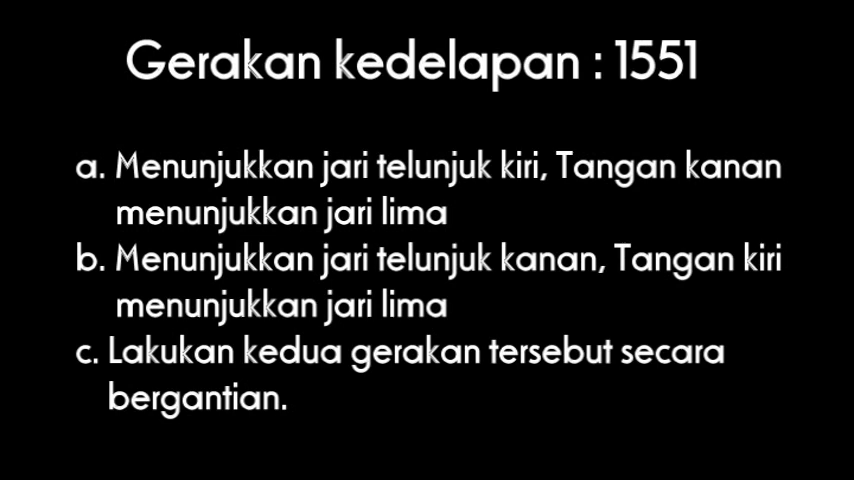 Gerakan kedelapan : 1551
a. Menunjukkan jari telunjuk kiri, Tangan kanan
menunjukkan jari lima
b. Menunjukkan jari telunjuk kanan, Tangan kiri
menunjukkan jari lima
c. Lakukan kedua gerakan tersebut secara
bergantian.